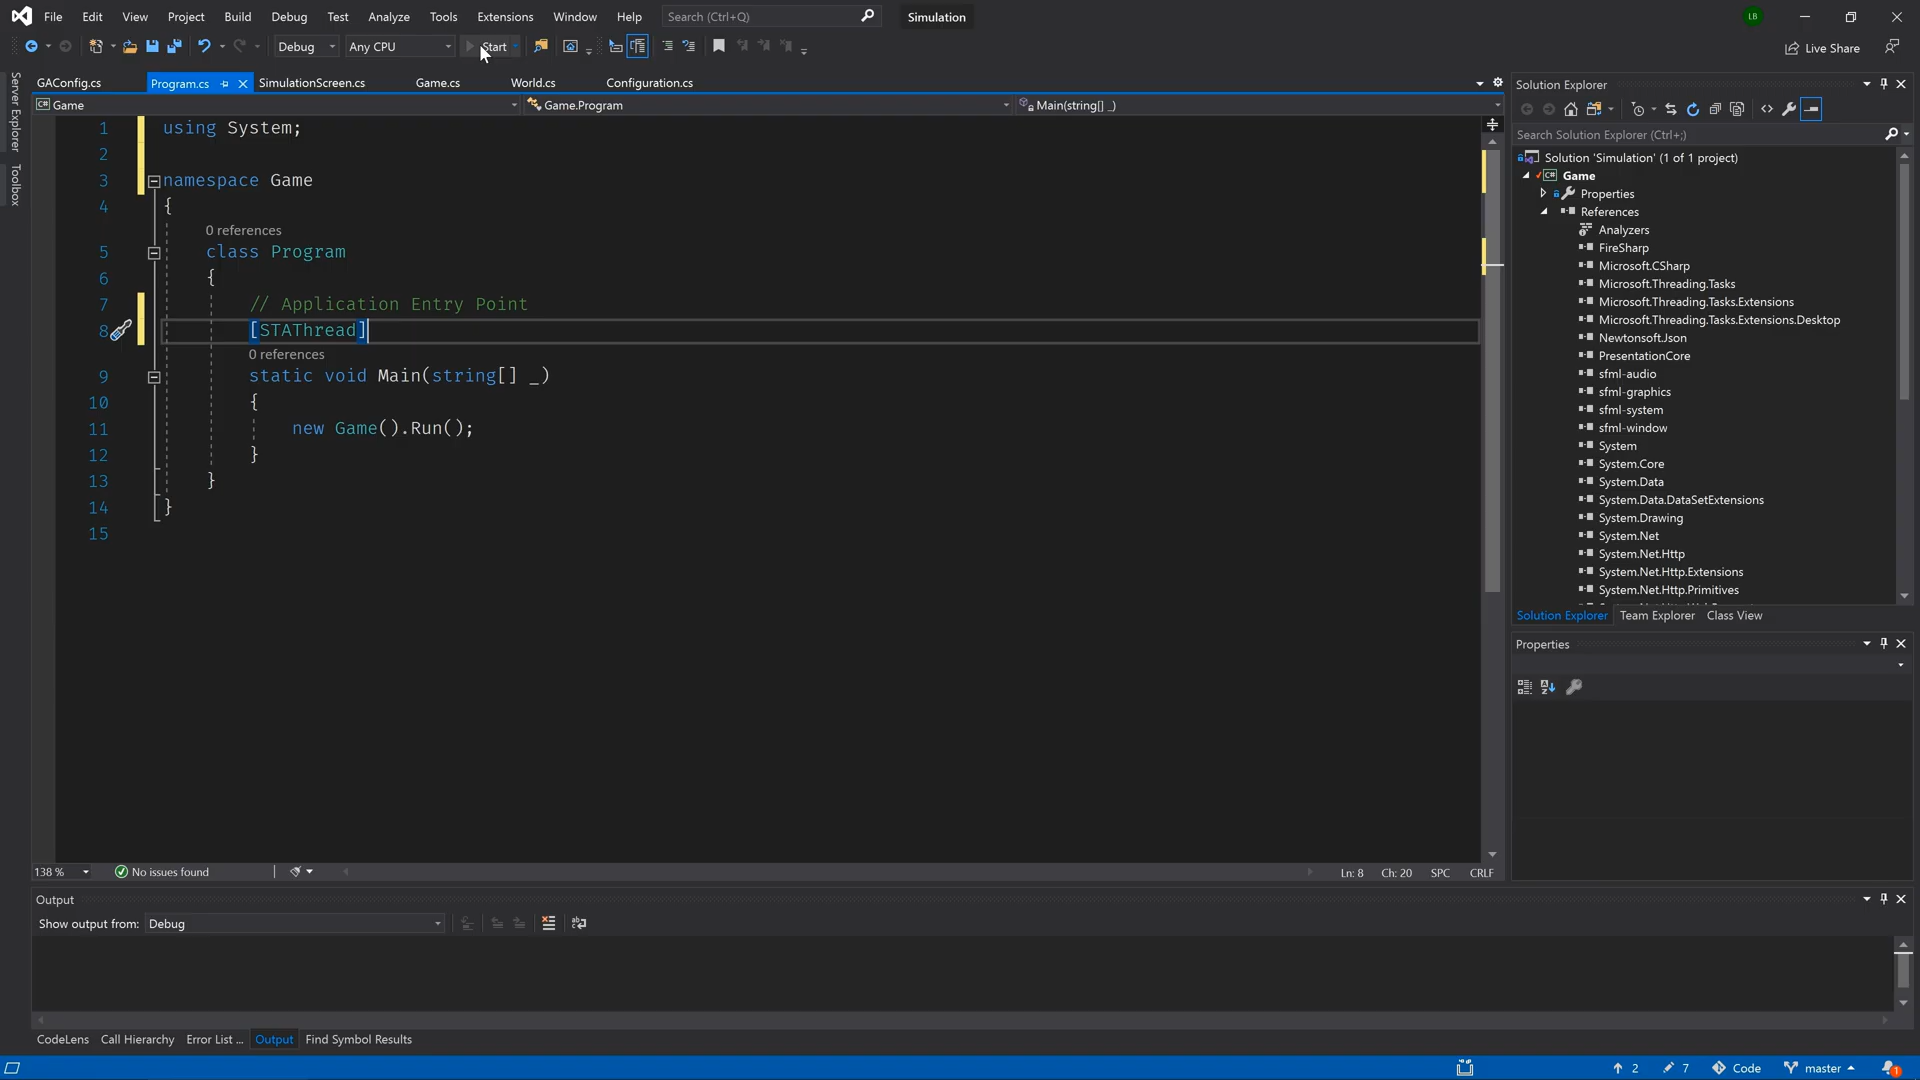 File Edit View Project Build Debug Test Analyze Tools Extensions Window Help Search (Ctrl+Q) Simulation LB
Debug Any CPU Start Live Share
Server Explorer
Toolbox
GAConfig.cs Program.cs SimulationScreen.cs Game.cs World.cs Configuration.cs
C# Game Game.Program Main(string[] _)
1 using System;
2
3 namespace Game
4 {
0 references
5 class Program
6 {
7 // Application Entry Point
8 [STAThread]
0 references
9 static void Main(string[] _)
10 {
11 new Game().Run();
12 }
13 }
14 }
15
138 % No issues found Ln: 8 Ch: 20 SPC CRLF
Output
Show output from: Debug
CodeLens Call Hierarchy Error List ... Output Find Symbol Results
Solution Explorer
Search Solution Explorer (Ctrl+;)
Solution 'Simulation' (1 of 1 project)
C# Game
Properties
References
Analyzers
FireSharp
Microsoft.CSharp
Microsoft.Threading.Tasks
Microsoft.Threading.Tasks.Extensions
Microsoft.Threading.Tasks.Extensions.Desktop
Newtonsoft.Json
PresentationCore
sfml-audio
sfml-graphics
sfml-system
sfml-window
System
System.Core
System.Data
System.Data.DataSetExtensions
System.Drawing
System.Net
System.Net.Http
System.Net.Http.Extensions
System.Net.Http.Primitives
Solution Explorer Team Explorer Class View
Properties
2 7 Code master 1